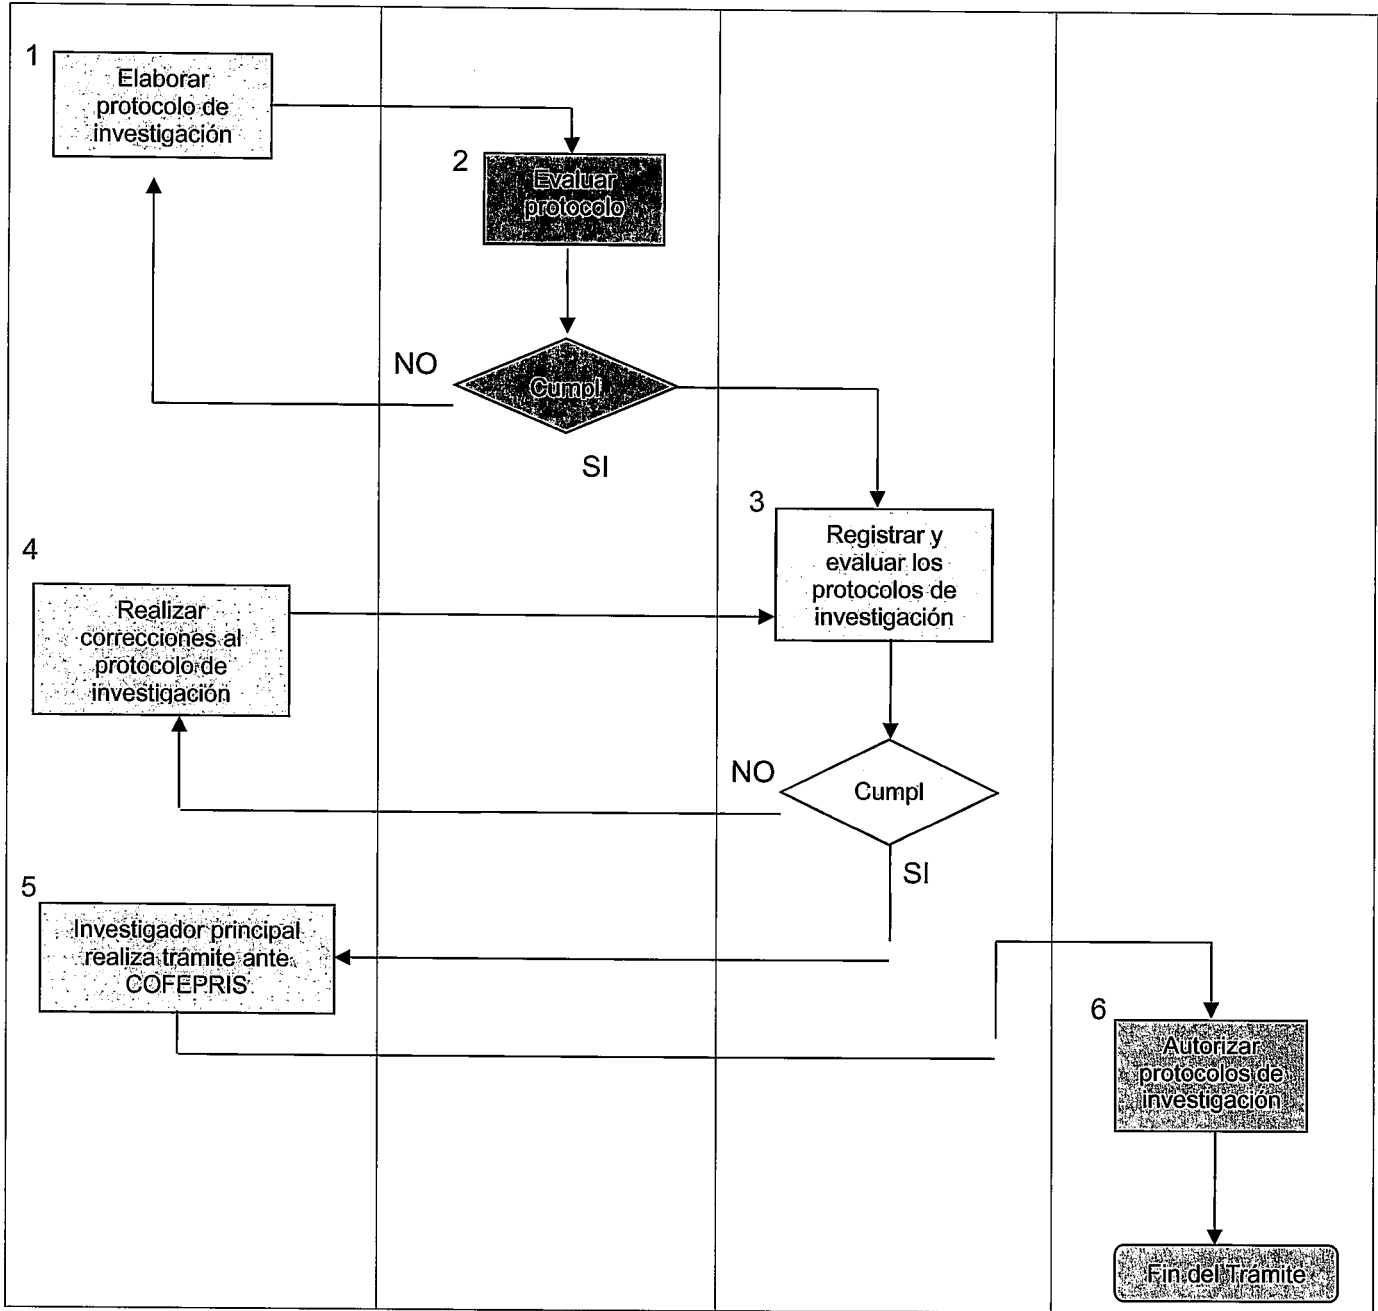 1
Elaborar
protocolo de
investigación
2
Evaluar
protocolo
NO
Cumpl
SI
3
Registrar y
evaluar los
protocolos de
investigación
4
Realizar
correcciones al
protocolo de
investigación
NO
Cumpl
SI
5
Investigador principal
realiza trámite ante
COFEPRIS
6
Autorizar
protocolos de
investigación
Fin del Trámite